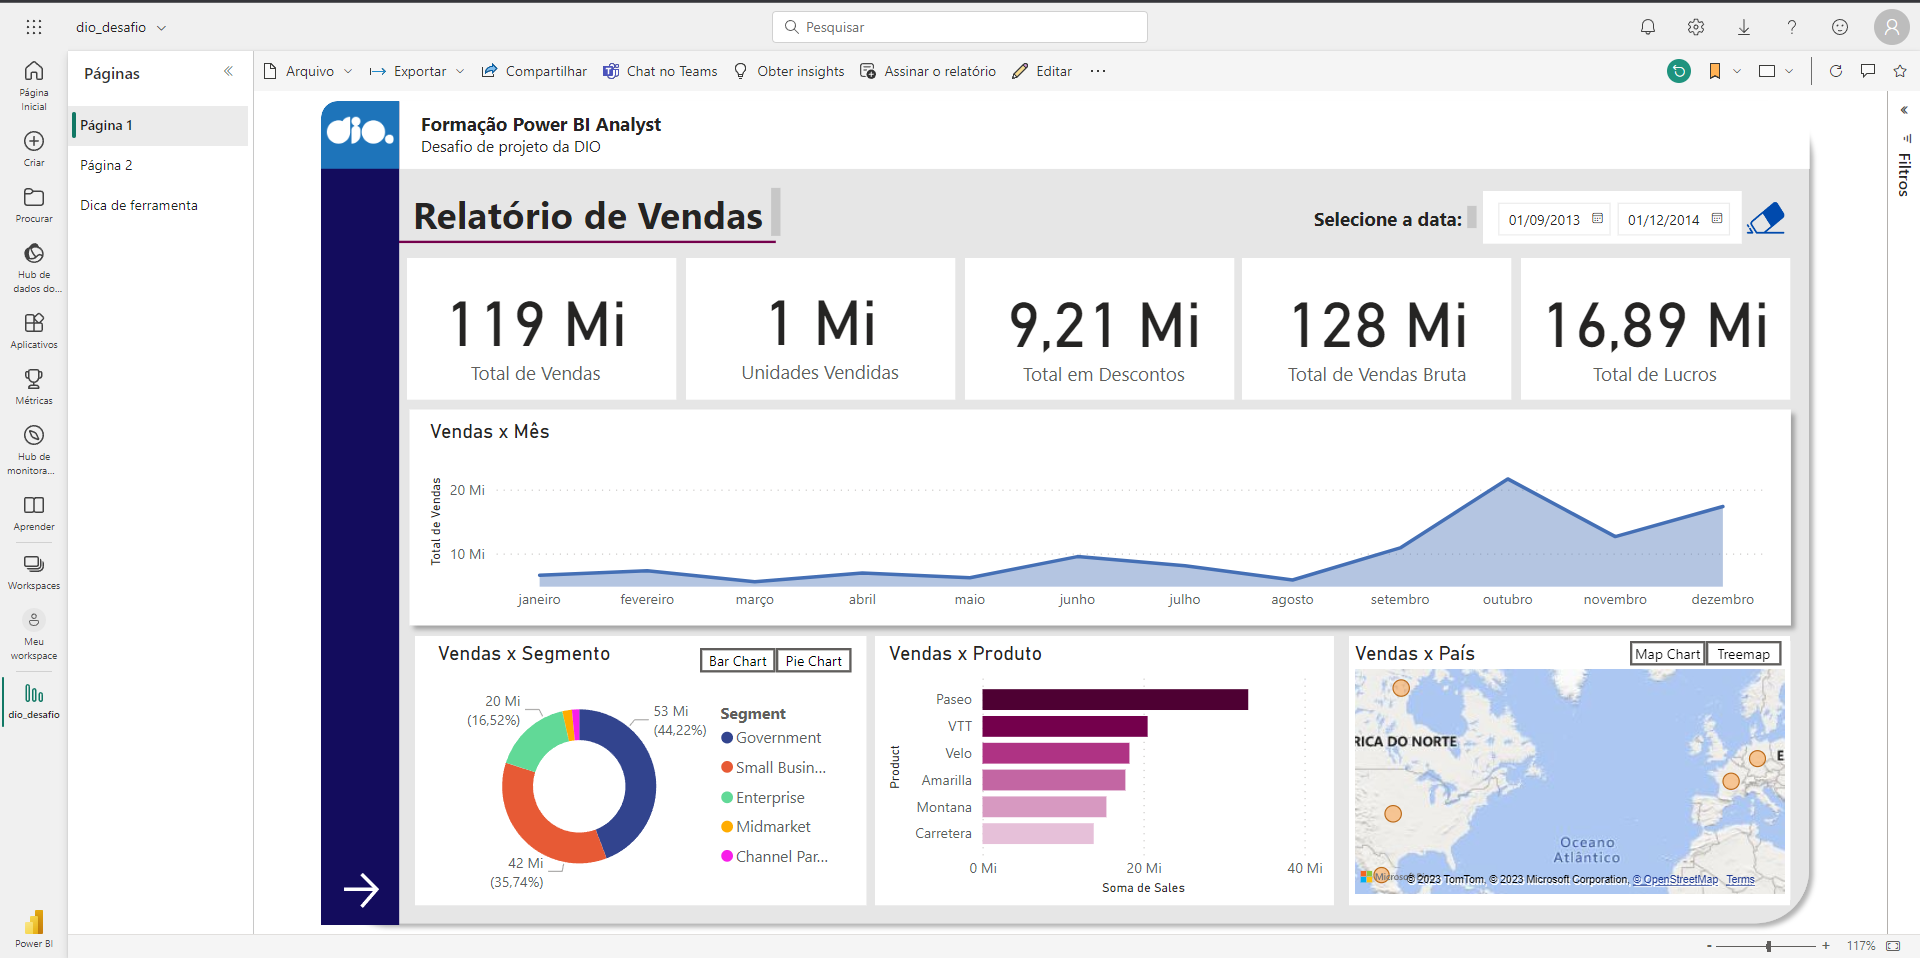 dio_desafio
Pesquisar
Página
Inicial
Criar
Procurar
Hub de
dados do...
Aplicativos
Métricas
Hub de
monitora...
Aprender
Workspaces
Meu
workspace
dio_desafio
Power BI
Páginas
Página 1
Página 2
Dica de ferramenta
Arquivo
Exportar
Compartilhar
Chat no Teams
Obter insights
Assinar o relatório
Editar
Filtros
dio.
Formação Power BI Analyst
Desafio de projeto da DIO
Relatório de Vendas
Selecione a data:
01/09/2013
01/12/2014
119 Mi
Total de Vendas
1 Mi
Unidades Vendidas
9,21 Mi
Total em Descontos
128 Mi
Total de Vendas Bruta
16,89 Mi
Total de Lucros
Vendas x Mês
Total de Vendas
20 Mi
10 Mi
janeiro fevereiro março abril maio junho julho agosto setembro outubro novembro dezembro
Vendas x Segmento
Bar Chart
Pie Chart
20 Mi
(16,52%)
53 Mi
(44,22%)
42 Mi
(35,74%)
Segment
Government
Small Busin...
Enterprise
Midmarket
Channel Par...
Vendas x Produto
Product
Paseo
VTT
Velo
Amarilla
Montana
Carretera
0 Mi 20 Mi 40 Mi
Soma de Sales
Vendas x País
Map Chart
Treemap
RICA DO NORTE
E
Oceano
Atlântico
© 2023 TomTom, © 2023 Microsoft Corporation, © OpenStreetMap Terms
- + 117%